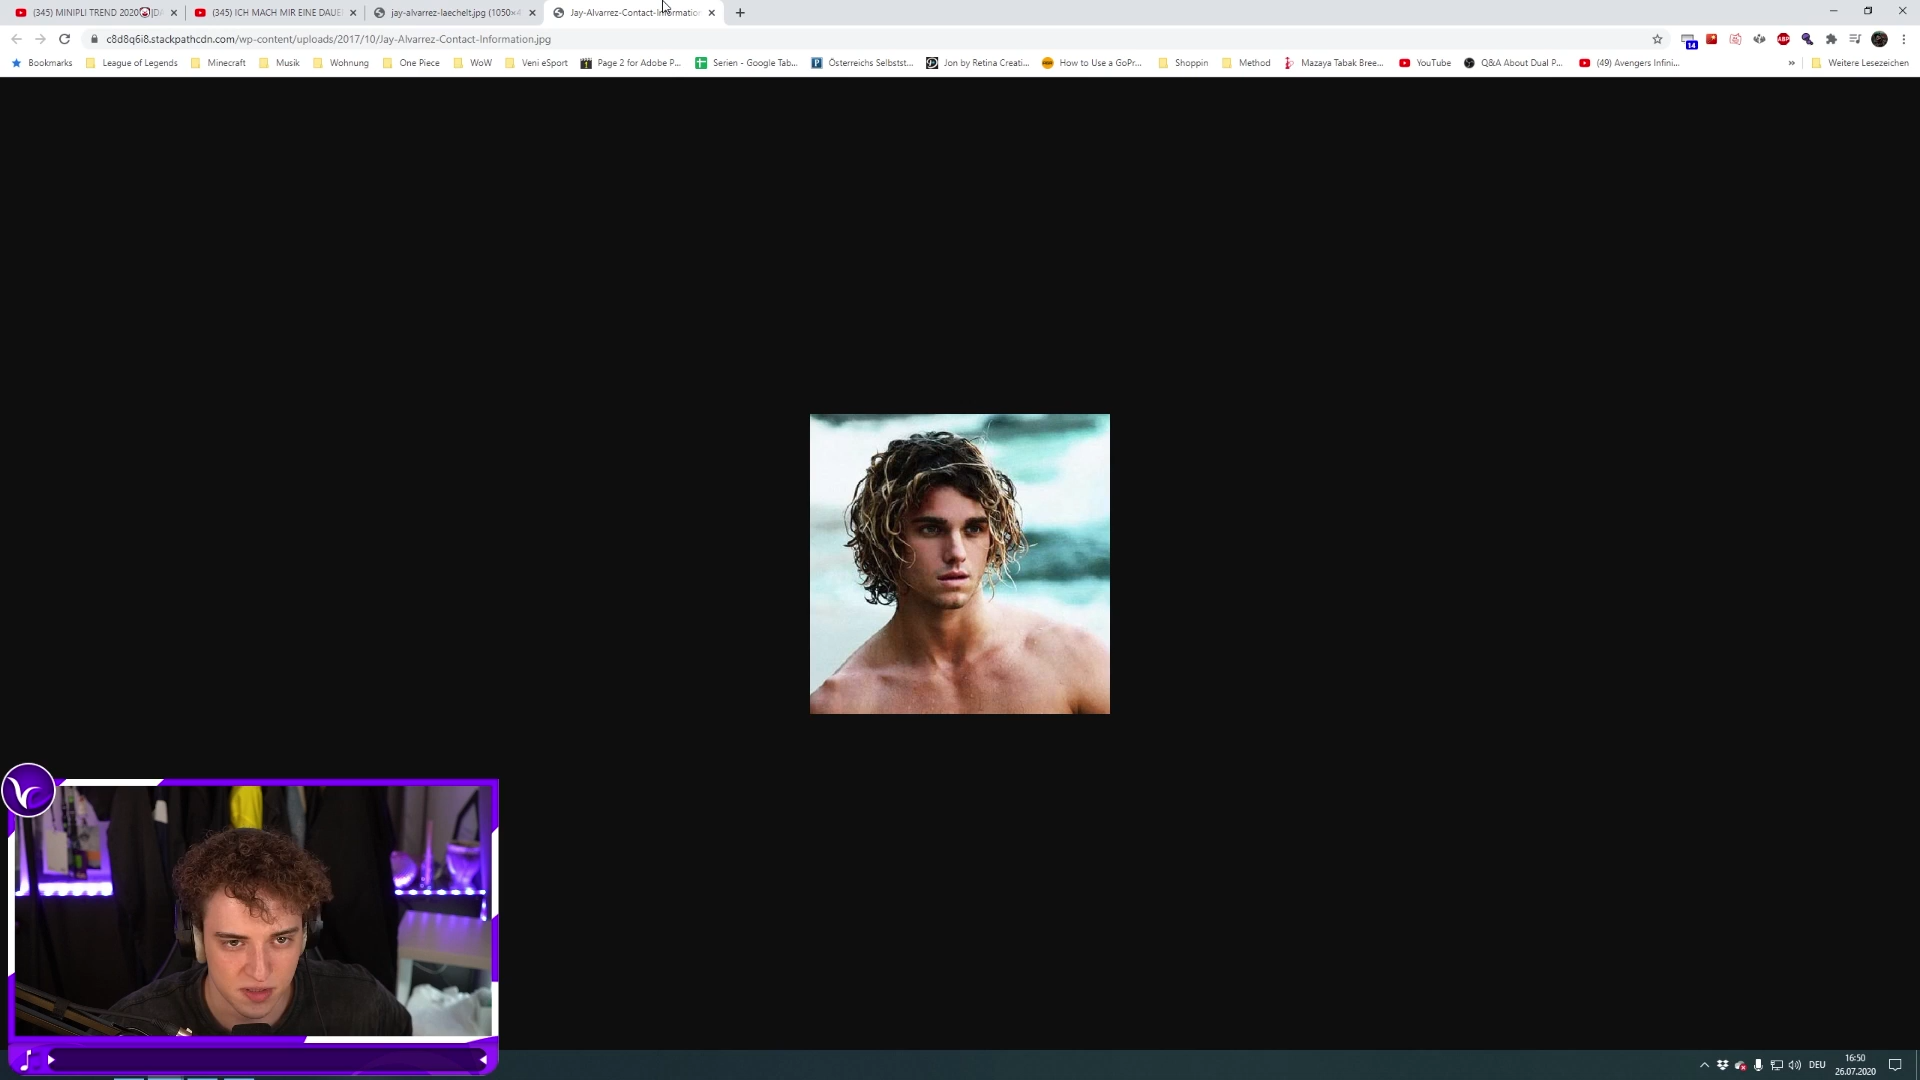 (345) MINIPLI TREND 2020
(345) ICH MACH MIR EINE DAUE
jay-alvarrez-laechelt.jpg (1050×4
Jay-Alvarrez-Contact-Informatio
c8d8q6i8.stackpathcdn.com/wp-content/uploads/2017/10/Jay-Alvarrez-Contact-Information.jpg
14
ABP
Bookmarks
League of Legends
Minecraft
Musik
Wohnung
One Piece
WoW
Veni eSport
Page 2 for Adobe P...
Serien - Google Tab...
Österreichs Selbstst...
Jon by Retina Creati...
How to Use a GoPr...
Shoppin
Method
Mazaya Tabak Bree...
YouTube
Q&A About Dual P...
(49) Avengers Infini...
Weitere Lesezeichen
DEU
16:50
26.07.2020